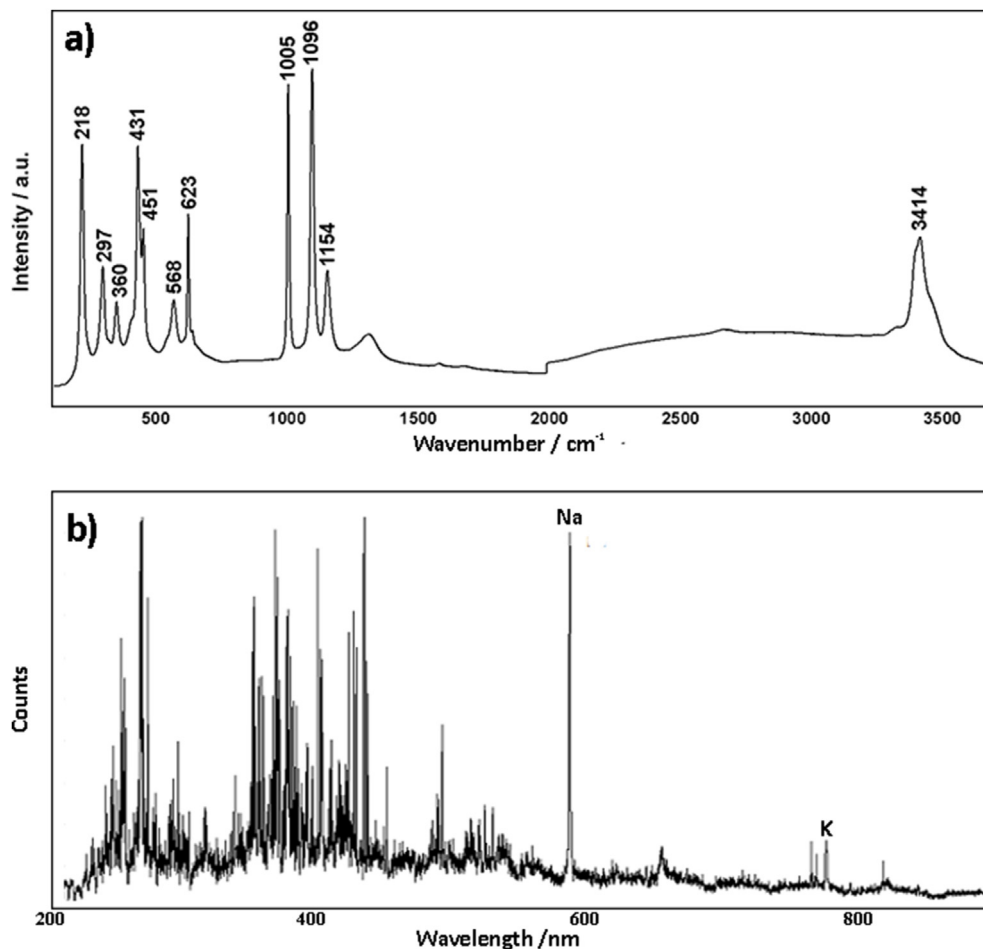 a)
218
297
360
431
451
568
623
1005
1096
1154
3414
Intensity / a.u.
500 1000 1500 2000 2500 3000 3500
Wavenumber / cm⁻¹
b)
Na
K
Counts
200 400 600 800
Wavelength /nm